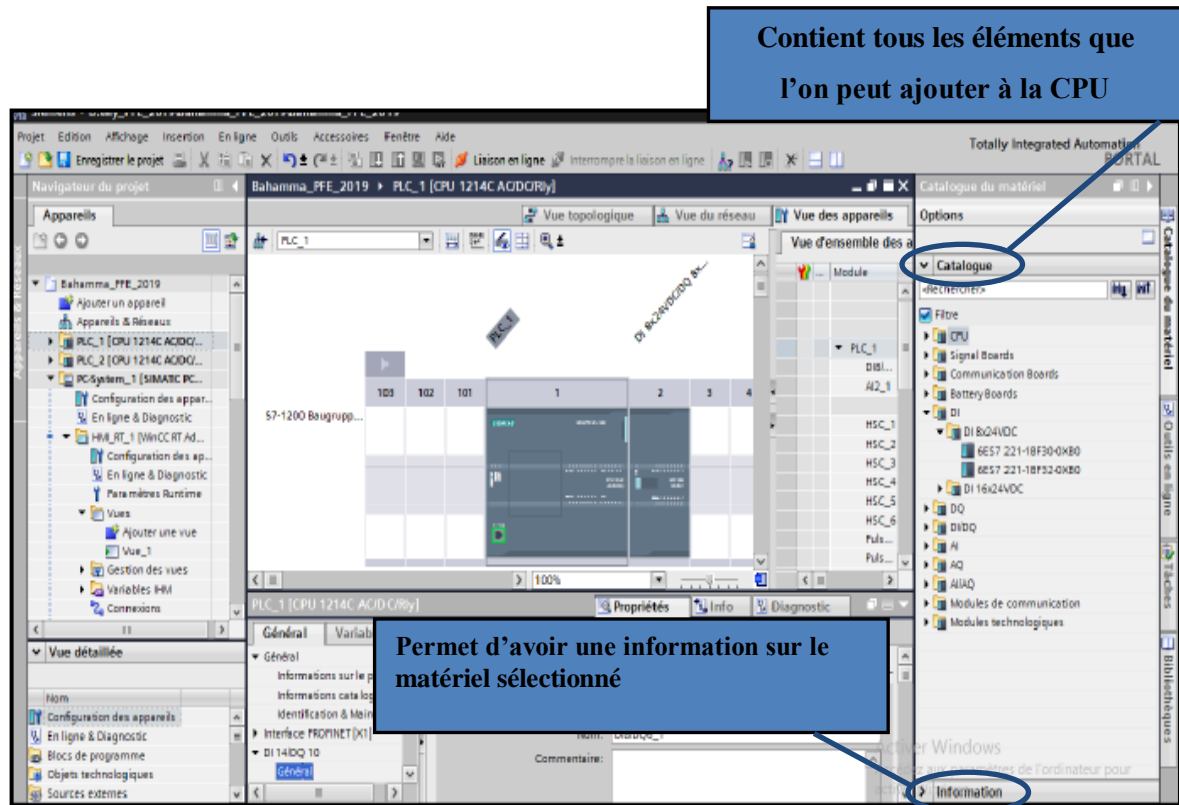 Contient tous les éléments que
l'on peut ajouter à la CPU
Projet Edition Affichage Insertion En ligne Outils Accessoires Fenêtre Aide
Totally Integrated Automation
PORTAL
Enregistrer le projet
Liaison en ligne
Interrompre la liaison en ligne
Navigateur du projet
Appareils
Bahamma_PFE_2019
Ajouter un appareil
Appareils & Réseaux
PLC_1 [CPU 1214C AC/DC/...
PLC_2 [CPU 1214C AC/DC/...
PC-System_1 [SIMATIC PC...
Configuration des appar...
En ligne & Diagnostic
HMI_RT_1 [WinCC RT Ad...
Configuration des ap...
En ligne & Diagnostic
Paramètres Runtime
Vues
Ajouter une vue
Vue_1
Gestion des vues
Variables IHM
Connexions
Vue détaillée
Nom
Configuration des appareils
En ligne & Diagnostic
Blocs de programme
Objets technologiques
Sources externes
Appareils & Réseaux
Bahamma_PFE_2019 PLC_1 [CPU 1214C AC/DC/Rly]
Vue topologique
Vue du réseau
Vue des appareils
PLC_1
PLC_1
DI 8x24VDC/DQ 8x...
103 102 101 1 2 3 4
S7-1200 Baugrupp...
SIEMENS
100%
Vue d'ensemble des a
... Module
PLC_1
AI2_1
HSC_1
HSC_2
HSC_3
HSC_4
HSC_5
HSC_6
Puls...
Puls...
PLC_1 [CPU 1214C AC/DC/Rly]
Propriétés
Info
Diagnostic
Général
Variab
Général
Informations sur le p
Informations catalog
Identification & Main
Interface PROFINET [X1]
DI 14/DQ 10
Général
Permet d'avoir une information sur le
matériel sélectionné
Nom:
Commentaire:
Catalogue du matériel
Options
Catalogue
<Rechercher>
Filtre
CPU
Signal Boards
Communication Boards
Battery Boards
DI
DI 8x24VDC
6ES7 221-1BF30-0XB0
6ES7 221-1BF32-0XB0
DI 16x24VDC
DQ
DI/DQ
AI
AQ
AI/AQ
Modules de communication
Modules technologiques
Activer Windows
aux paramètres de l'ordinateur pour
Information
Catalogue du matériel
Outils en ligne
Tâches
Bibliothèques